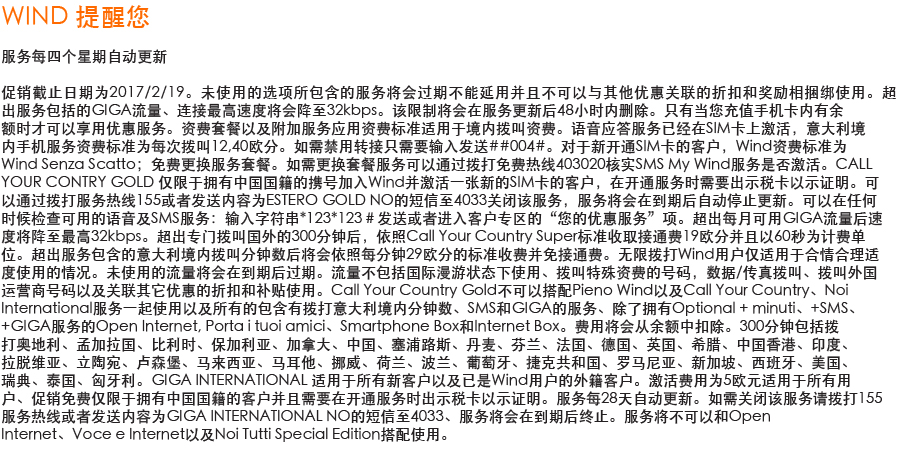 WIND 提醒您
服务每四个星期自动更新
促销截止日期为2017/2/19。未使用的选项所包含的服务将会过期不能延用并且不可以与其他优惠关联的折扣和奖励相捆绑使用。超
出服务包括的GIGA流量、连接最高速度将会降至32kbps。该限制将会在服务更新后48小时内删除。只有当您充值手机卡内有余
额时才可以享用优惠服务。资费套餐以及附加服务应用资费标准适用于境内拨叫资费。语音应答服务已经在SIM卡上激活，意大利境
内手机服务资费标准为每次拨叫12,40欧分。如需禁用转接只需要输入发送##004#。对于新开通SIM卡的客户，Wind资费标准为
Wind Senza Scatto；免费更换服务套餐。如需更换套餐服务可以通过拨打免费热线403020核实SMS My Wind服务是否激活。CALL
YOUR CONTRY GOLD 仅限于拥有中国国籍的携号加入Wind并激活一张新的SIM卡的客户，在开通服务时需要出示税卡以示证明。可
以通过拨打服务热线155或者发送内容为ESTERO GOLD NO的短信至4033关闭该服务，服务将会在到期后自动停止更新。可以在任何
时候检查可用的语音及SMS服务：输入字符串*123*123＃发送或者进入客户专区的“您的优惠服务”项。超出每月可用GIGA流量后速
度将降至最高32kbps。超出专门拨叫国外的300分钟后，依照Call Your Country Super标准收取接通费19欧分并且以60秒为计费单
位。超出服务包含的意大利境内拨叫分钟数后将会依照每分钟29欧分的标准收费并免接通费。无限拨打Wind用户仅适用于合情合理适
度使用的情况。未使用的流量将会在到期后过期。流量不包括国际漫游状态下使用、拨叫特殊资费的号码，数据/传真拨叫、拨叫外国
运营商号码以及关联其它优惠的折扣和补贴使用。Call Your Country Gold不可以搭配Pieno Wind以及Call Your Country、Noi
International服务一起使用以及所有的包含有拨打意大利境内分钟数、SMS和GIGA的服务、除了拥有Optional + minuti、+SMS、
+GIGA服务的Open Internet, Porta i tuoi amici、Smartphone Box和Internet Box。费用将会从余额中扣除。300分钟包括拨
打奥地利、孟加拉国、比利时、保加利亚、加拿大、中国、塞浦路斯、丹麦、芬兰、法国、德国、英国、希腊、中国香港、印度、
拉脱维亚、立陶宛、卢森堡、马来西亚、马耳他、挪威、荷兰、波兰、葡萄牙、捷克共和国、罗马尼亚、新加坡、西班牙、美国、
瑞典、泰国、匈牙利。GIGA INTERNATIONAL 适用于所有新客户以及已是Wind用户的外籍客户。激活费用为5欧元适用于所有用
户、促销免费仅限于拥有中国国籍的客户并且需要在开通服务时出示税卡以示证明。服务每28天自动更新。如需关闭该服务请拨打155
服务热线或者发送内容为GIGA INTERNATIONAL NO的短信至4033、服务将会在到期后终止。服务将不可以和Open
Internet、Voce e Internet以及Noi Tutti Special Edition搭配使用。